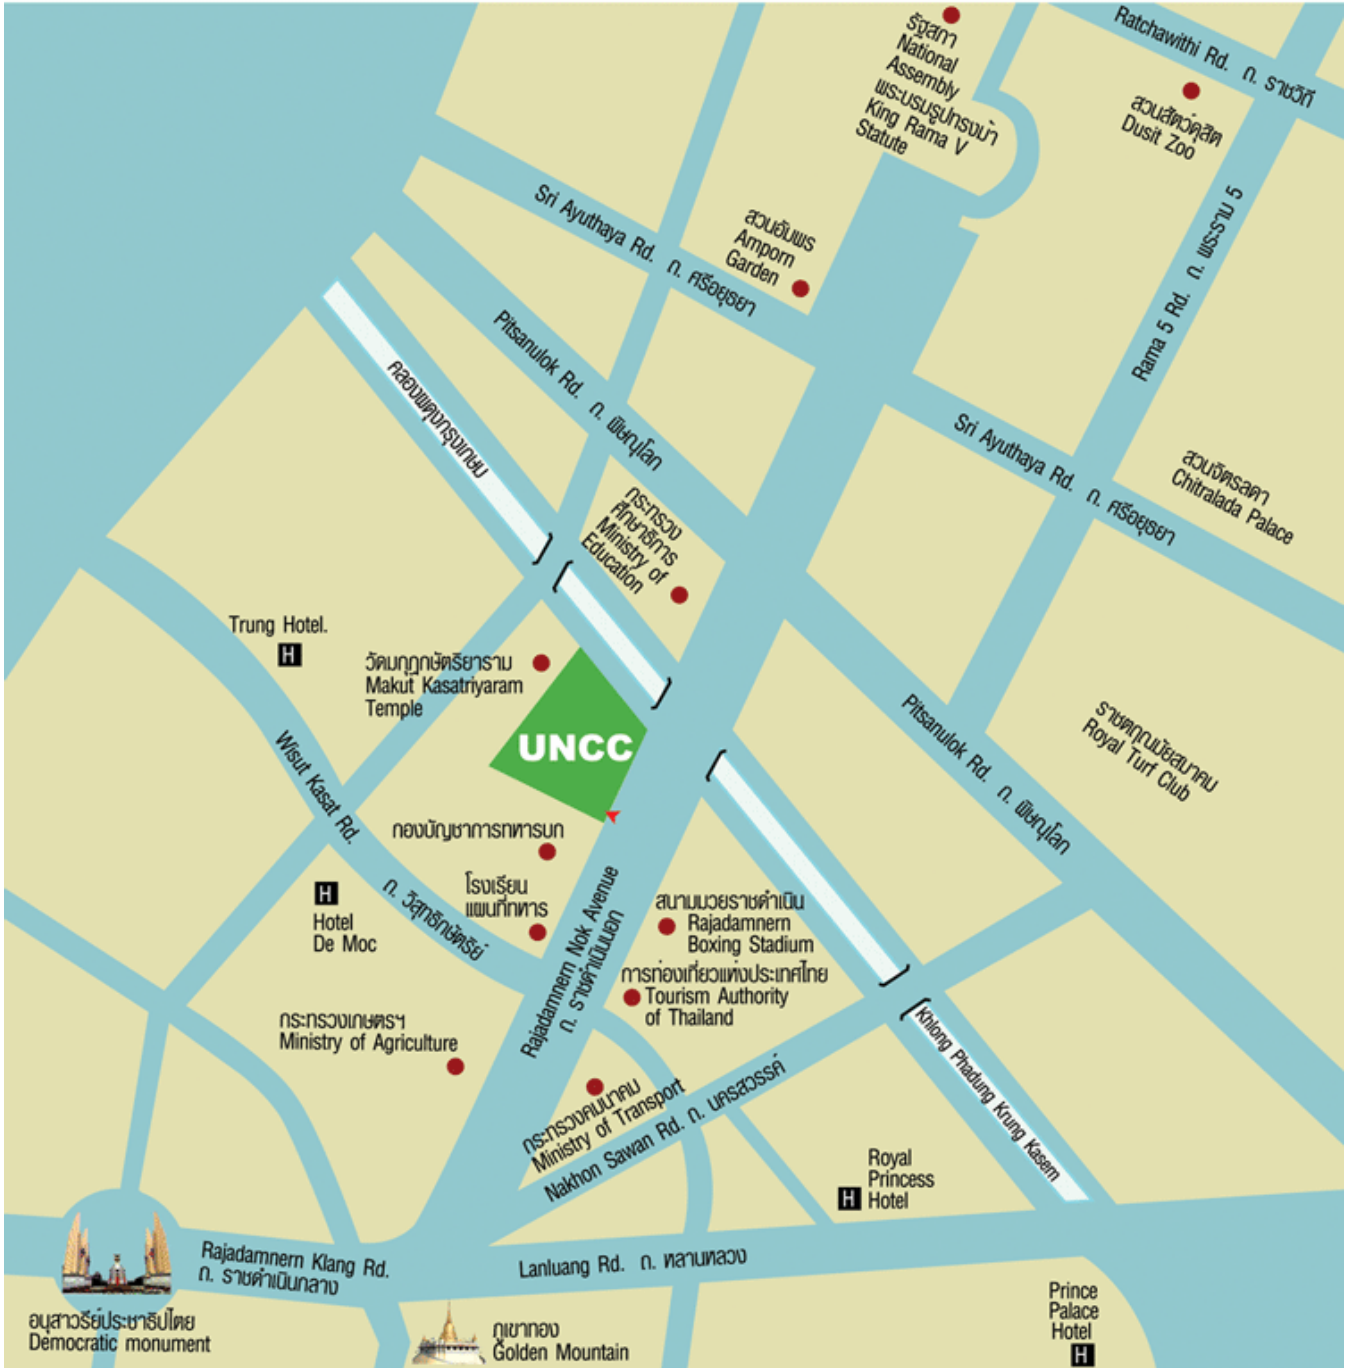 รัฐสภา
National
Assembly
พระบรมรูปทรงม้า
King Rama V
Statute
Ratchawithi Rd. ถ. ราชวิถี
สวนสัตว์ดุสิต
Dusit Zoo
Sri Ayuthaya Rd. ถ. ศรีอยุธยา
สวนอัมพร
Amporn
Garden
Rama 5 Rd. ถ. พระราม 5
Pitsanulok Rd. ถ. พิษณุโลก
คลองผดุงกรุงเกษม
Sri Ayuthaya Rd. ถ. ศรีอยุธยา
สวนจิตรลดา
Chitralada Palace
กระทรวง
ศึกษาธิการ
Ministry of
Education
Trung Hotel.
H
วัดมกุฎกษัตริยาราม
Makut Kasatriyaram
Temple
UNCC
Pitsanulok Rd. ถ. พิษณุโลก
ราชตฤณมัยสมาคม
Royal Turf Club
Wisut Kasat Rd.
ถ. วิสุทธิกษัตริย์
กองบัญชาการทหารบก
โรงเรียน
แผนที่ทหาร
H
Hotel
De Moc
Rajadamnern Nok Avenue
ถ. ราชดำเนินนอก
สนามมวยราชดำเนิน
Rajadamnern
Boxing Stadium
การท่องเที่ยวแห่งประเทศไทย
Tourism Authority
of Thailand
กระทรวงเกษตรฯ
Ministry of Agriculture
Khlong Phadung Krung Kasem
กระทรวงคมนาคม
Ministry of Transport
Nakhon Sawan Rd. ถ. นครสวรรค์
Royal
Princess
H Hotel
Rajadamnern Klang Rd.
ถ. ราชดำเนินกลาง
Lanluang Rd. ถ. หลานหลวง
อนุสาวรีย์ประชาธิปไตย
Democratic monument
ภูเขาทอง
Golden Mountain
Prince
Palace
Hotel
H